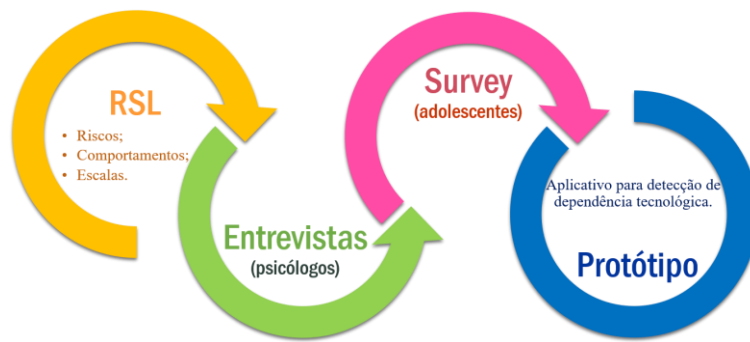 RSL
• Riscos;
• Comportamentos;
• Escalas.
Entrevistas
(psicólogos)
Survey
(adolescentes)
Aplicativo para detecção de
dependência tecnológica.
Protótipo